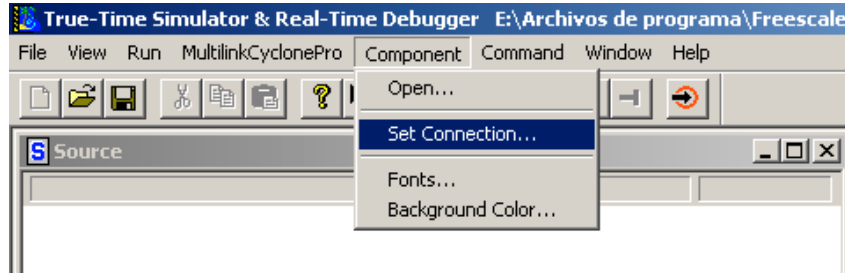 True-Time Simulator & Real-Time Debugger E:\Archivos de programa\Freescale
File View Run MultilinkCyclonePro Component Command Window Help
Open...
Set Connection...
S Source
Fonts...
Background Color...